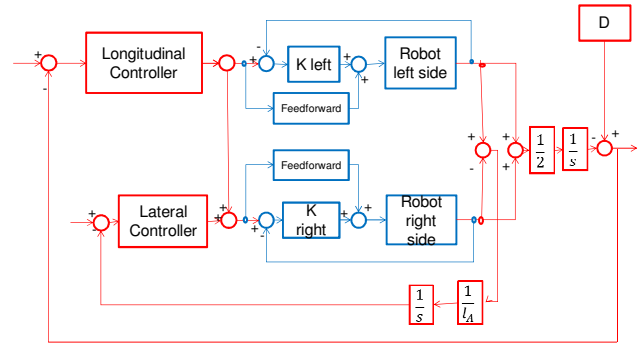 D
Longitudinal
Controller
K left
Robot
left side
Feedforward
1
2
1
s
Feedforward
Lateral
Controller
K
right
Robot
right
side
1
s
1
l_A
+
-
-
+
+
+
+
+
-
+
+
-
+
+
-
+
+
+
-
+
+
+